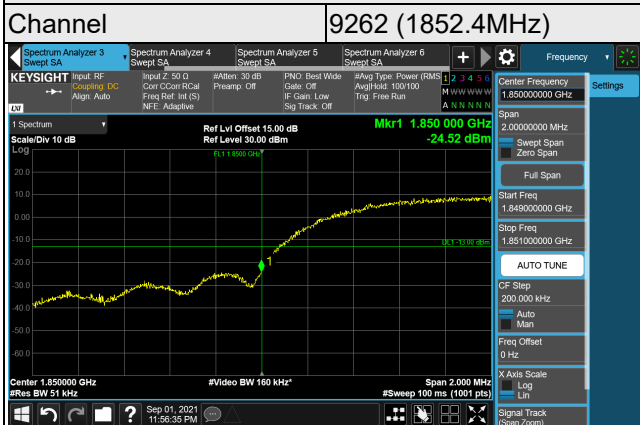 Channel 9262 (1852.4MHz)
Spectrum Analyzer 3 Swept SA
Spectrum Analyzer 4 Swept SA
Spectrum Analyzer 5 Swept SA
Spectrum Analyzer 6 Swept SA
+
Frequency
KEYSIGHT
LXI
Input: RF
Coupling: DC
Align: Auto
Input Z: 50 Ω
Corr CCorr RCal
Freq Ref: Int (S)
NFE: Adaptive
#Atten: 30 dB
Preamp: Off
PNO: Best Wide
Gate: Off
IF Gain: Low
Sig Track: Off
#Avg Type: Power (RMS
Avg|Hold: 100/100
Trig: Free Run
1 2 3 4 5 6
M W W W W W
A N N N N N
1 Spectrum
Scale/Div 10 dB
Ref Lvl Offset 15.00 dB
Ref Level 30.00 dBm
Mkr1 1.850 000 GHz
-24.52 dBm
Log
FL1 1.8500 GHz
20.0
10.0
0.00
-10.0
DL1 -13.00 dBm
1
-20.0
-30.0
-40.0
-50.0
-60.0
Center 1.850000 GHz
#Res BW 51 kHz
#Video BW 160 kHz*
Span 2.000 MHz
#Sweep 100 ms (1001 pts)
Sep 01, 2021
11:56:35 PM
?
Center Frequency
1.850000000 GHz
Settings
Span
2.00000000 MHz
Swept Span
Zero Span
Full Span
Start Freq
1.849000000 GHz
Stop Freq
1.851000000 GHz
AUTO TUNE
CF Step
200.000 kHz
Auto
Man
Freq Offset
0 Hz
X Axis Scale
Log
Lin
Signal Track
(Span Zoom)